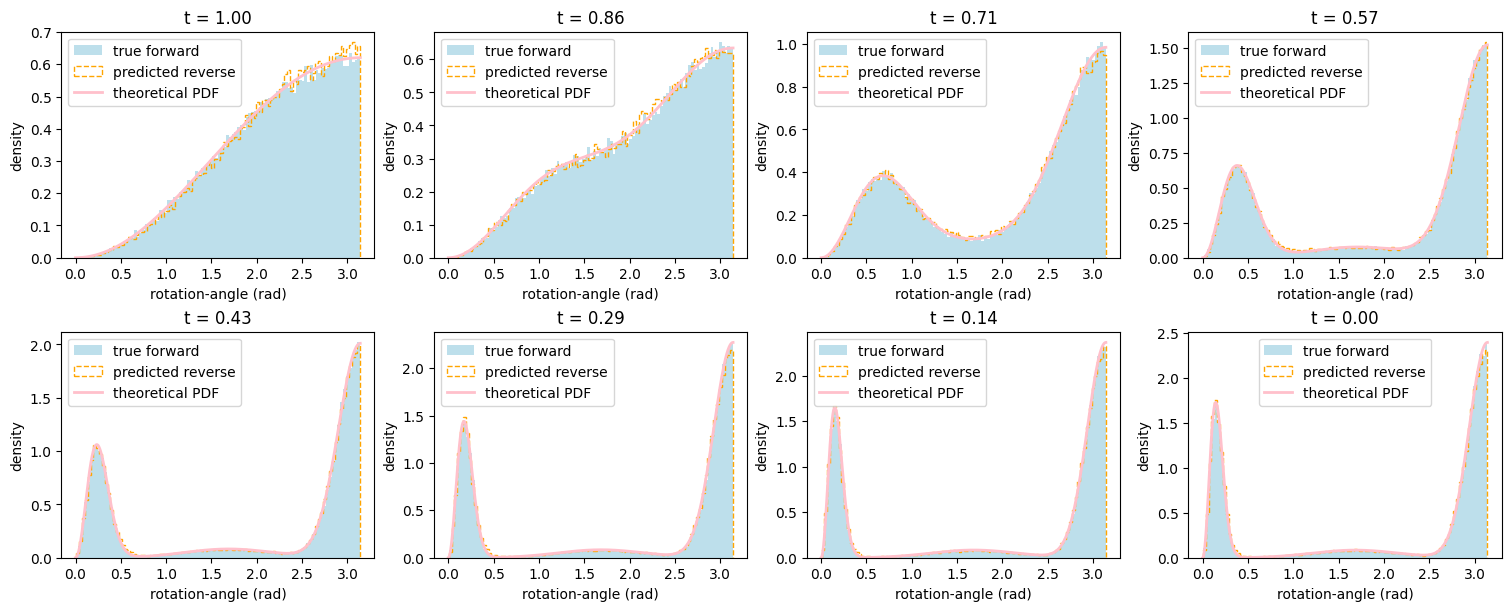 t = 1.00
0.7
0.6
0.5
0.4
0.3
0.2
0.1
0.0
density
true forward
predicted reverse
theoretical PDF
0.0 0.5 1.0 1.5 2.0 2.5 3.0
rotation-angle (rad)
t = 0.86
0.6
0.5
0.4
0.3
0.2
0.1
0.0
density
true forward
predicted reverse
theoretical PDF
0.0 0.5 1.0 1.5 2.0 2.5 3.0
rotation-angle (rad)
t = 0.71
1.0
0.8
0.6
0.4
0.2
0.0
density
true forward
predicted reverse
theoretical PDF
0.0 0.5 1.0 1.5 2.0 2.5 3.0
rotation-angle (rad)
t = 0.57
1.50
1.25
1.00
0.75
0.50
0.25
0.00
density
true forward
predicted reverse
theoretical PDF
0.0 0.5 1.0 1.5 2.0 2.5 3.0
rotation-angle (rad)
t = 0.43
2.0
1.5
1.0
0.5
0.0
density
true forward
predicted reverse
theoretical PDF
0.0 0.5 1.0 1.5 2.0 2.5 3.0
rotation-angle (rad)
t = 0.29
2.0
1.5
1.0
0.5
0.0
density
true forward
predicted reverse
theoretical PDF
0.0 0.5 1.0 1.5 2.0 2.5 3.0
rotation-angle (rad)
t = 0.14
2.0
1.5
1.0
0.5
0.0
density
true forward
predicted reverse
theoretical PDF
0.0 0.5 1.0 1.5 2.0 2.5 3.0
rotation-angle (rad)
t = 0.00
2.5
2.0
1.5
1.0
0.5
0.0
density
true forward
predicted reverse
theoretical PDF
0.0 0.5 1.0 1.5 2.0 2.5 3.0
rotation-angle (rad)